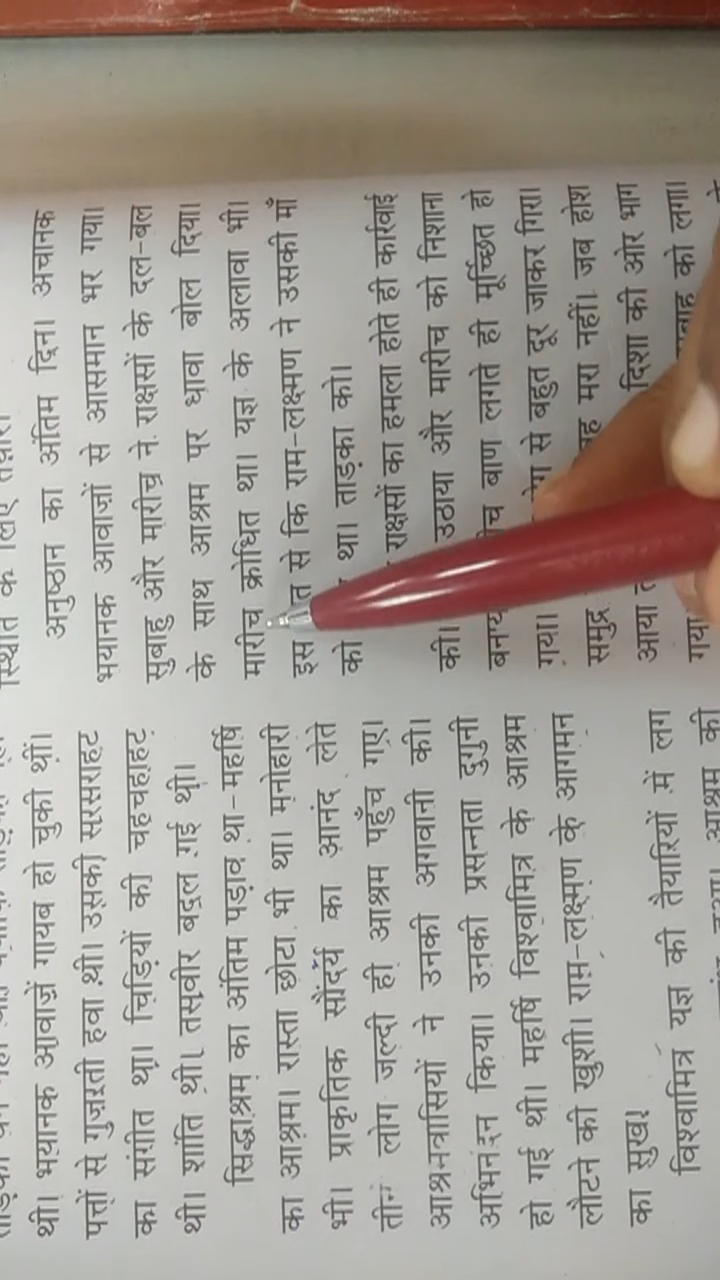 थी। भयानक आवाज़ें गायब हो चुकी थीं।
पत्तों से गुज़रती हवा थी। उसकी सरसराहट
का संगीत था। चिड़ियों की चहचहाहट
थी। शांति थी। तसवीर बदल गई थी।
सिद्धाश्रम का अंतिम पड़ाव था-महर्षि
का आश्रम। रास्ता छोटा भी था। मनोहारी
भी। प्राकृतिक सौंदर्य का आनंद लेते
तीनों लोग जल्दी ही आश्रम पहुँच गए।
आश्रमवासियों ने उनकी अगवानी की।
अभिनंदन किया। उनकी प्रसन्नता दुगुनी
हो गई थी। महर्षि विश्वामित्र के आश्रम
लौटने की खुशी। राम-लक्ष्मण के आगमन
का सुख।
विश्वामित्र यज्ञ की तैयारियों में लग
आश्रम की
स्थिति के लिए तैयार।
अनुष्ठान का अंतिम दिन। अचानक
भयानक आवाज़ों से आसमान भर गया।
सुबाहु और मारीच ने राक्षसों के दल-बल
के साथ आश्रम पर धावा बोल दिया।
मारीच क्रोधित था। यज्ञ के अलावा भी।
इस से कि राम-लक्ष्मण ने उसकी माँ
को था। ताड़का को।
राक्षसों का हमला होते ही कार्रवाई
की। उठाया और मारीच को निशाना
बाण लगते ही मूर्च्छित हो
गया। से बहुत दूर जाकर गिरा।
समुद्र मरा नहीं। जब होश
आया दिशा की ओर भाग
गया को लगा।